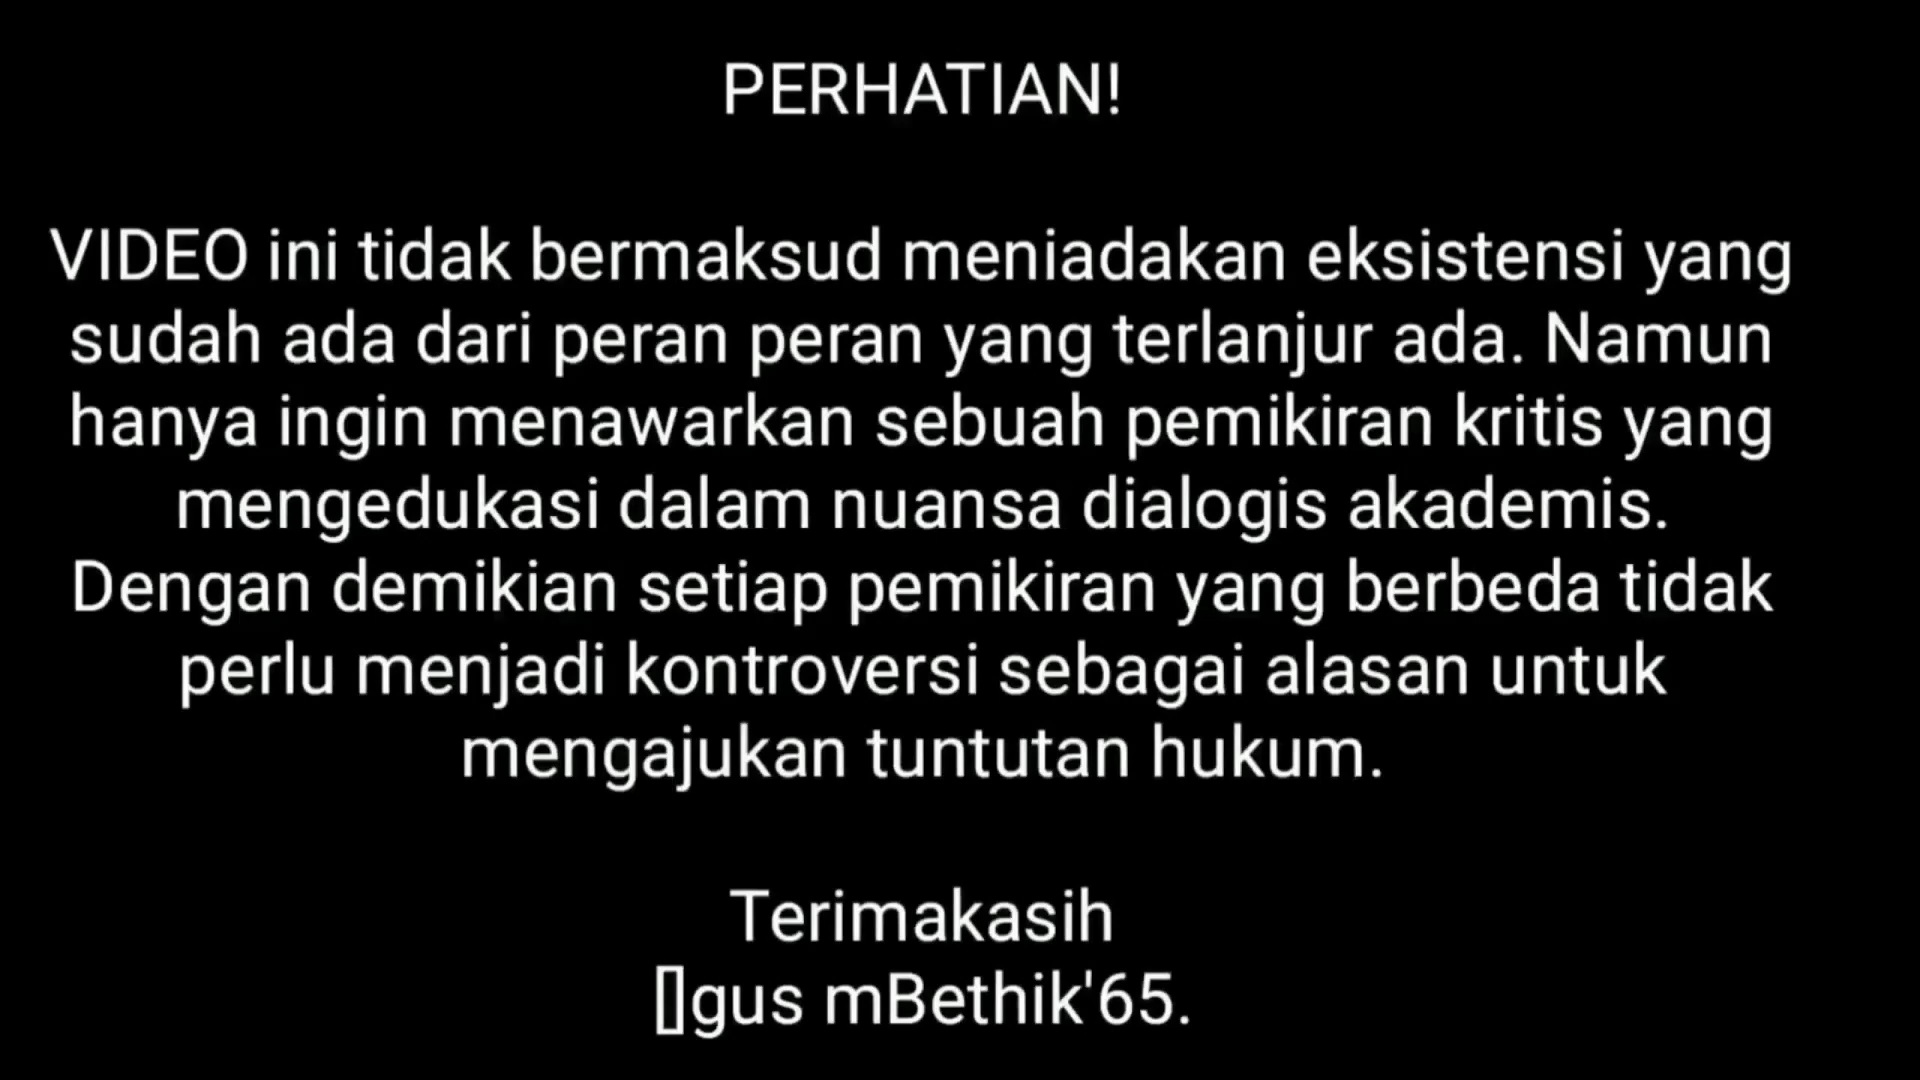 PERHATIAN!
VIDEO ini tidak bermaksud meniadakan eksistensi yang
sudah ada dari peran peran yang terlanjur ada. Namun
hanya ingin menawarkan sebuah pemikiran kritis yang
mengedukasi dalam nuansa dialogis akademis.
Dengan demikian setiap pemikiran yang berbeda tidak
perlu menjadi kontroversi sebagai alasan untuk
mengajukan tuntutan hukum.
Terimakasih
▯gus mBethik'65.